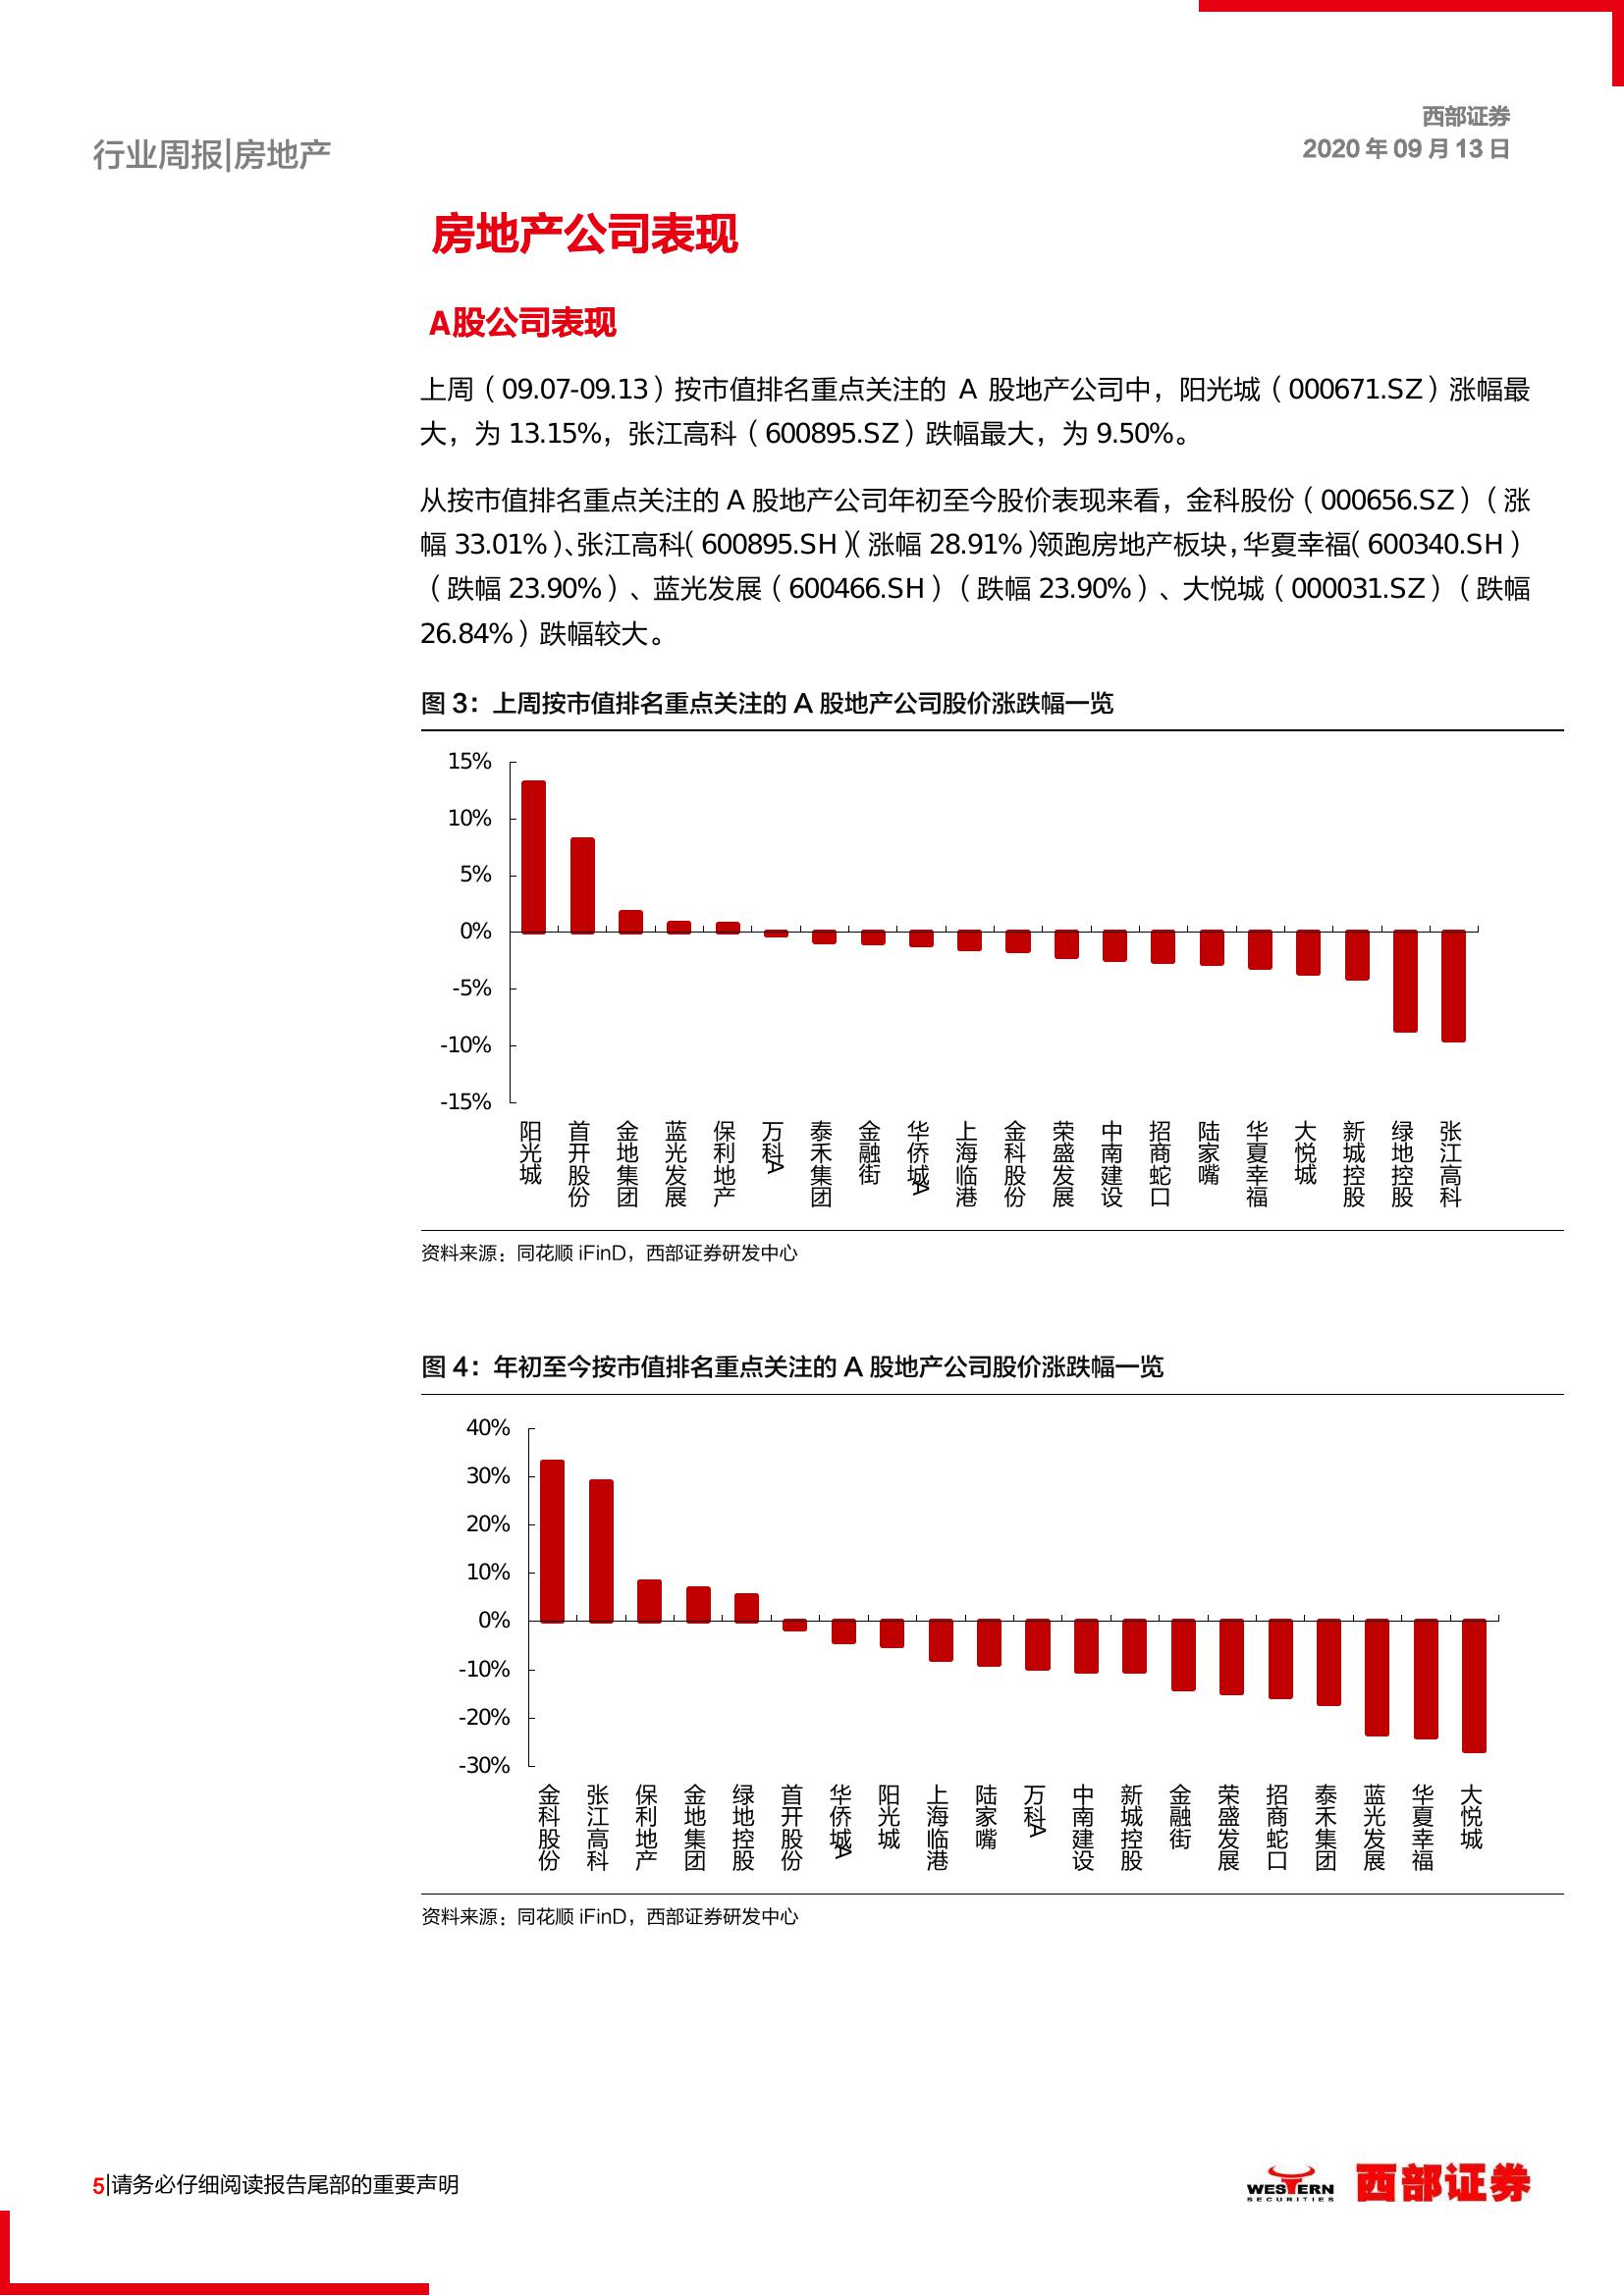 西部证券
行业周报|房地产
2020 年 09 月 13 日
房地产公司表现
A股公司表现
上周（09.07-09.13）按市值排名重点关注的 A 股地产公司中，阳光城（000671.SZ）涨幅最
大，为 13.15%，张江高科（600895.SZ）跌幅最大，为 9.50%。
从按市值排名重点关注的 A 股地产公司年初至今股价表现来看，金科股份（000656.SZ）（涨
幅 33.01%）、张江高科（600895.SH）（涨幅 28.91%）领跑房地产板块，华夏幸福（600340.SH）
（跌幅 23.90%）、蓝光发展（600466.SH）（跌幅 23.90%）、大悦城（000031.SZ）（跌幅
26.84%）跌幅较大。
图 3：上周按市值排名重点关注的 A 股地产公司股价涨跌幅一览
15%
10%
5%
0%
-5%
-10%
-15%
阳光城
首开股份
金地集团
蓝光发展
保利地产
万科A
泰禾集团
金融街
华侨城A
上海临港
金科股份
荣盛发展
中南建设
招商蛇口
陆家嘴
华夏幸福
大悦城
新城控股
绿地控股
张江高科
资料来源：同花顺 iFinD，西部证券研发中心
图 4：年初至今按市值排名重点关注的 A 股地产公司股价涨跌幅一览
40%
30%
20%
10%
0%
-10%
-20%
-30%
金科股份
张江高科
保利地产
金地集团
绿地控股
首开股份
华侨城A
阳光城
上海临港
陆家嘴
万科A
中南建设
新城控股
金融街
荣盛发展
招商蛇口
泰禾集团
蓝光发展
华夏幸福
大悦城
资料来源：同花顺 iFinD，西部证券研发中心
5|请务必仔细阅读报告尾部的重要声明
WESTERN
SECURITIES
西部证券